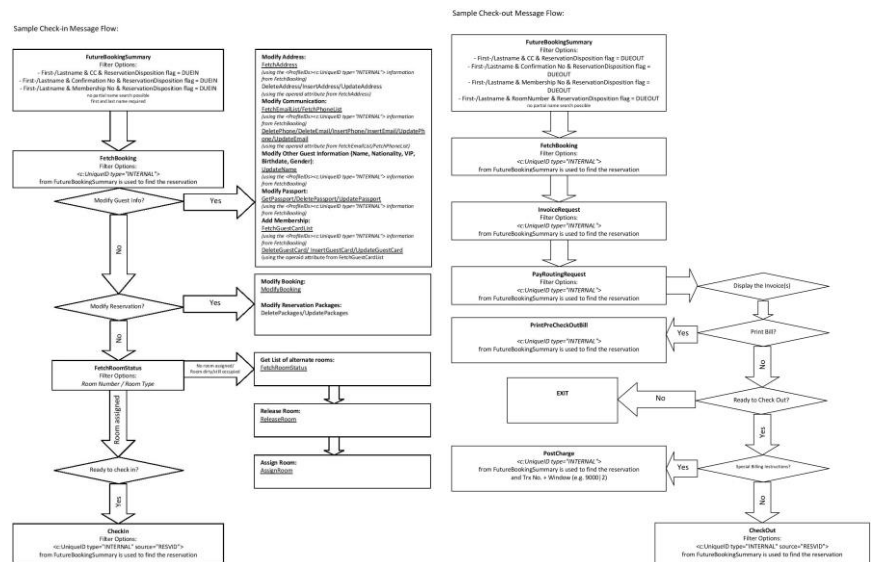 Sample Check-in Message Flow:
FutureBookingSummary
Filter Options:
- First-/Lastname & CC & ReservationDisposition flag = DUEIN
- First-/Lastname & Confirmation No & ReservationDisposition flag = DUEIN
- First-/Lastname & Membership No & ReservationDisposition flag = DUEIN
no partial name search possible
First and last name required
FetchBooking
Filter Options:
<c:UniqueID type="INTERNAL">
from FutureBookingSummary is used to find the reservation
Modify Guest Info?
Yes
No
Modify Reservation?
Yes
No
FetchRoomStatus
Filter Options:
Room Number / Room Type
No room assigned/
Room dirty/still occupied
Room assigned
Ready to check in?
Yes
CheckIn
Filter Options:
<c:UniqueID type="INTERNAL" source="RESVID">
from FutureBookingSummary is used to find the reservation
Modify Address:
FetchAddress
(using the <ProfileIDs><c:UniqueID type="INTERNAL"> information
from FetchBooking)
DeleteAddress/InsertAddress/UpdateAddress
(using the operaid attribute from FetchAddress)
Modify Communication:
FetchEmailList/FetchPhoneList
(using the <ProfileIDs><c:UniqueID type="INTERNAL"> information
from FetchBooking)
DeletePhone/DeleteEmail/InsertPhone/InsertEmail/UpdatePh
one/UpdateEmail
(using the operaid attribute from FetchEmailList/FetchPhoneList)
Modify Other Guest Information (Name, Nationality, VIP,
Birthdate, Gender):
UpdateName
(using the <ProfileIDs><c:UniqueID type="INTERNAL"> information
from FetchBooking)
Modify Passport:
GetPassport/DeletePassport/UpdatePassport
(using the <ProfileIDs><c:UniqueID type="INTERNAL"> information
from FetchBooking)
Add Membership:
FetchGuestCardList
(using the <ProfileIDs><c:UniqueID type="INTERNAL"> information
from FetchBooking)
DeleteGuestCard/ InsertGuestCard/UpdateGuestCard
(using the operaid attribute from FetchGuestCardList
Modify Booking:
ModifyBooking
Modify Reservation Packages:
DeletePackages/UpdatePackages
Get List of alternate rooms:
FetchRoomStatus
Release Room:
ReleaseRoom
Assign Room:
AssignRoom
Sample Check-out Message Flow:
FutureBookingSummary
Filter Options:
- First-/Lastname & CC & ReservationDisposition flag = DUEOUT
- First-/Lastname & Confirmation No & ReservationDisposition flag =
DUEOUT
- First-/Lastname & Membership No & ReservationDisposition flag =
DUEOUT
- First-/Lastname & RoomNumber & ReservationDisposition flag = DUEOUT
no partial name search possible
FetchBooking
Filter Options:
<c:UniqueID type="INTERNAL">
from FutureBookingSummary is used to find the reservation
InvoiceRequest
Filter Options:
<c:UniqueID type="INTERNAL">
from FutureBookingSummary is used to find the reservation
PayRoutingRequest
Filter Options:
<c:UniqueID type="INTERNAL">
from FutureBookingSummary is used to find the reservation
Display the Invoice(s)
PrintPreCheckOutBill
<c:UniqueID type="INTERNAL">
from FutureBookingSummary is used to find the reservation
Yes
Print Bill?
No
EXIT
No
Ready to Check Out?
Yes
PostCharge
<c:UniqueID type="INTERNAL">
from FutureBookingSummary is used to find the reservation
and Trx No. + Window (e.g. 9000| 2)
Yes
Special Billing Instructions?
No
CheckOut
Filter Options:
<c:UniqueID type="INTERNAL" source="RESVID">
from FutureBookingSummary is used to find the reservation